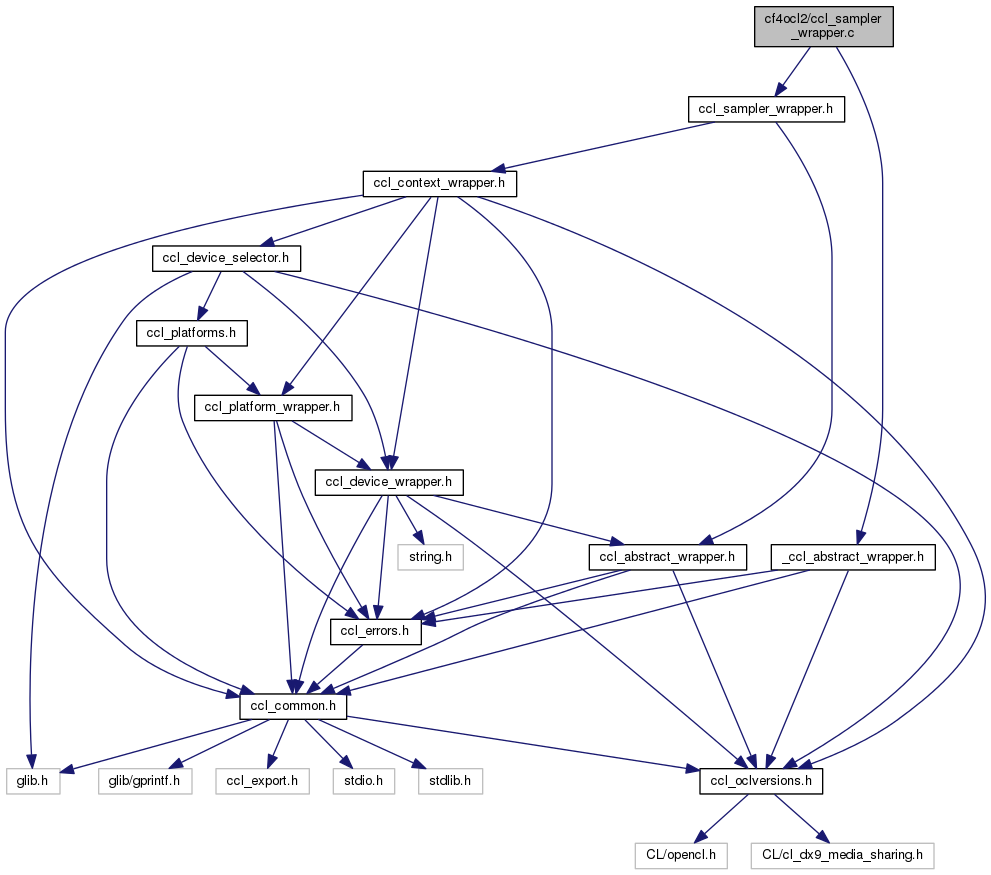 cf4ocl2/ccl_sampler
_wrapper.c
ccl_sampler_wrapper.h
ccl_context_wrapper.h
ccl_device_selector.h
ccl_platforms.h
ccl_platform_wrapper.h
ccl_device_wrapper.h
string.h
ccl_abstract_wrapper.h
_ccl_abstract_wrapper.h
ccl_errors.h
ccl_common.h
glib.h
glib/gprintf.h
ccl_export.h
stdio.h
stdlib.h
ccl_oclversions.h
CL/opencl.h
CL/cl_dx9_media_sharing.h